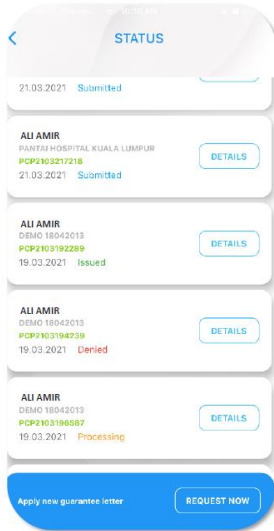 STATUS
21.03.2021 Submitted
ALI AMIR
PANTAI HOSPITAL KUALA LUMPUR
DETAILS
PCP2103217216
21.03.2021 Submitted
ALI AMIR
DEMO 18042013
DETAILS
PCP2103192289
19.03.2021 Issued
ALI AMIR
DEMO 18042013
DETAILS
PCP2103194239
19.03.2021 Denied
ALI AMIR
DEMO 18042013
DETAILS
PCP2103196587
19.03.2021 Processing
Apply new guarantee letter
REQUEST NOW